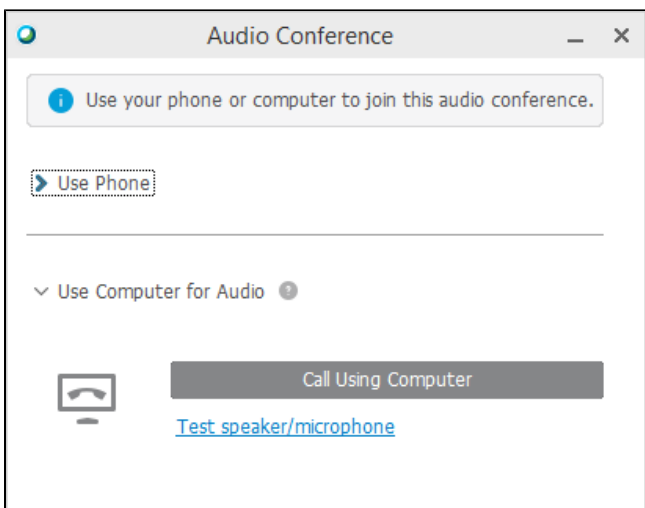 Audio Conference
Use your phone or computer to join this audio conference.
Use Phone
Use Computer for Audio
Call Using Computer
Test speaker/microphone